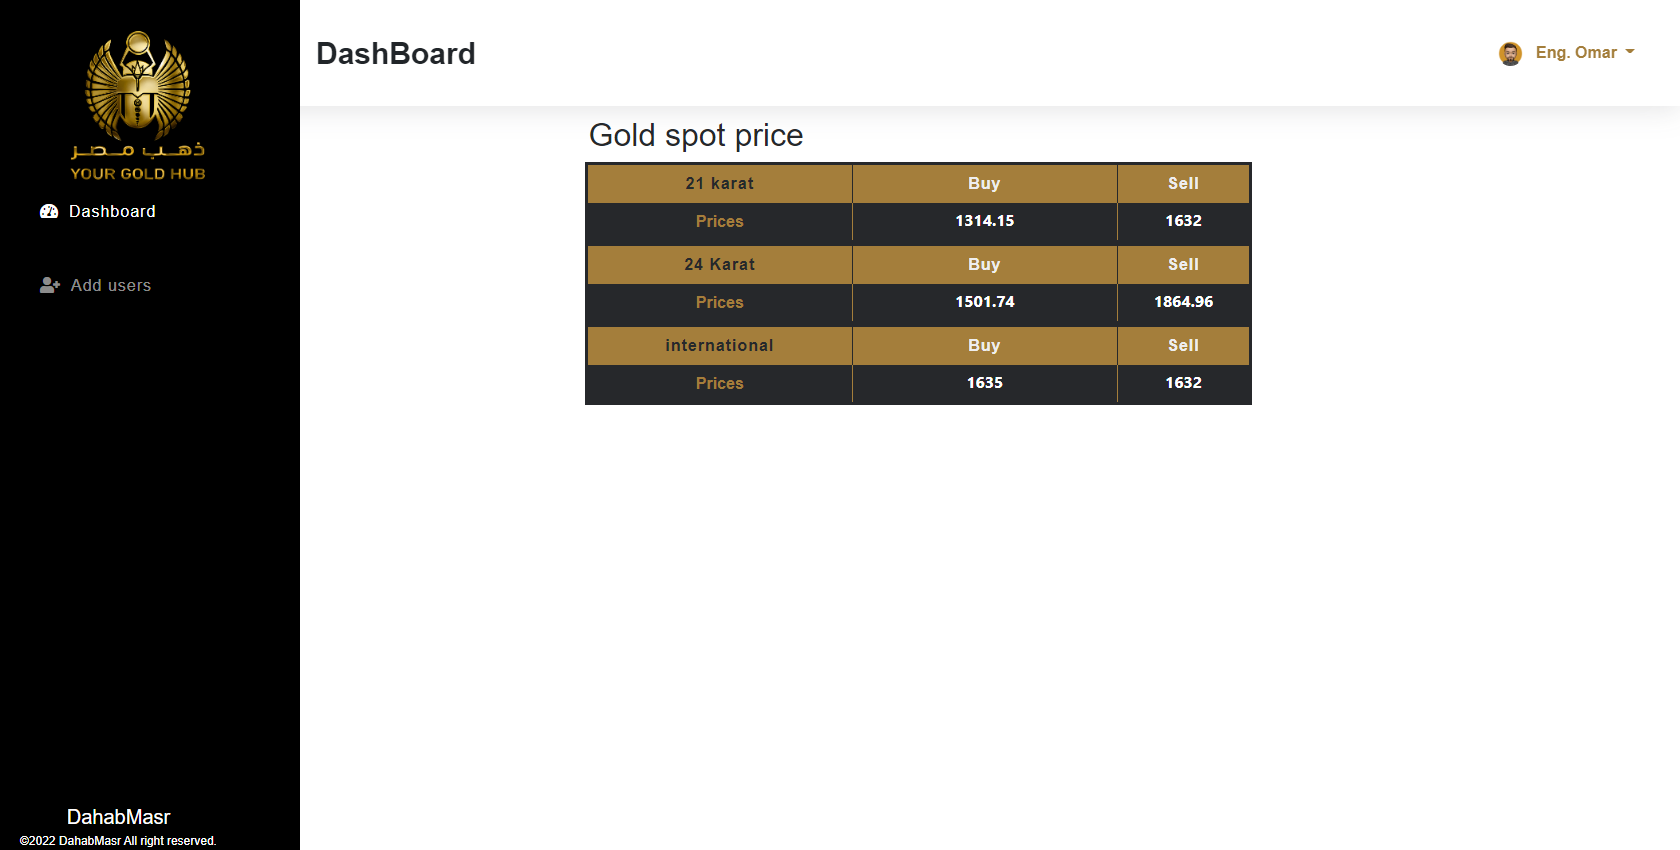 ذهب مصر
YOUR GOLD HUB
Dashboard
Add users
DahabMasr
©2022 DahabMasr All right reserved.
DashBoard
Eng. Omar
Gold spot price
21 karat Buy Sell
Prices 1314.15 1632
24 Karat Buy Sell
Prices 1501.74 1864.96
international Buy Sell
Prices 1635 1632